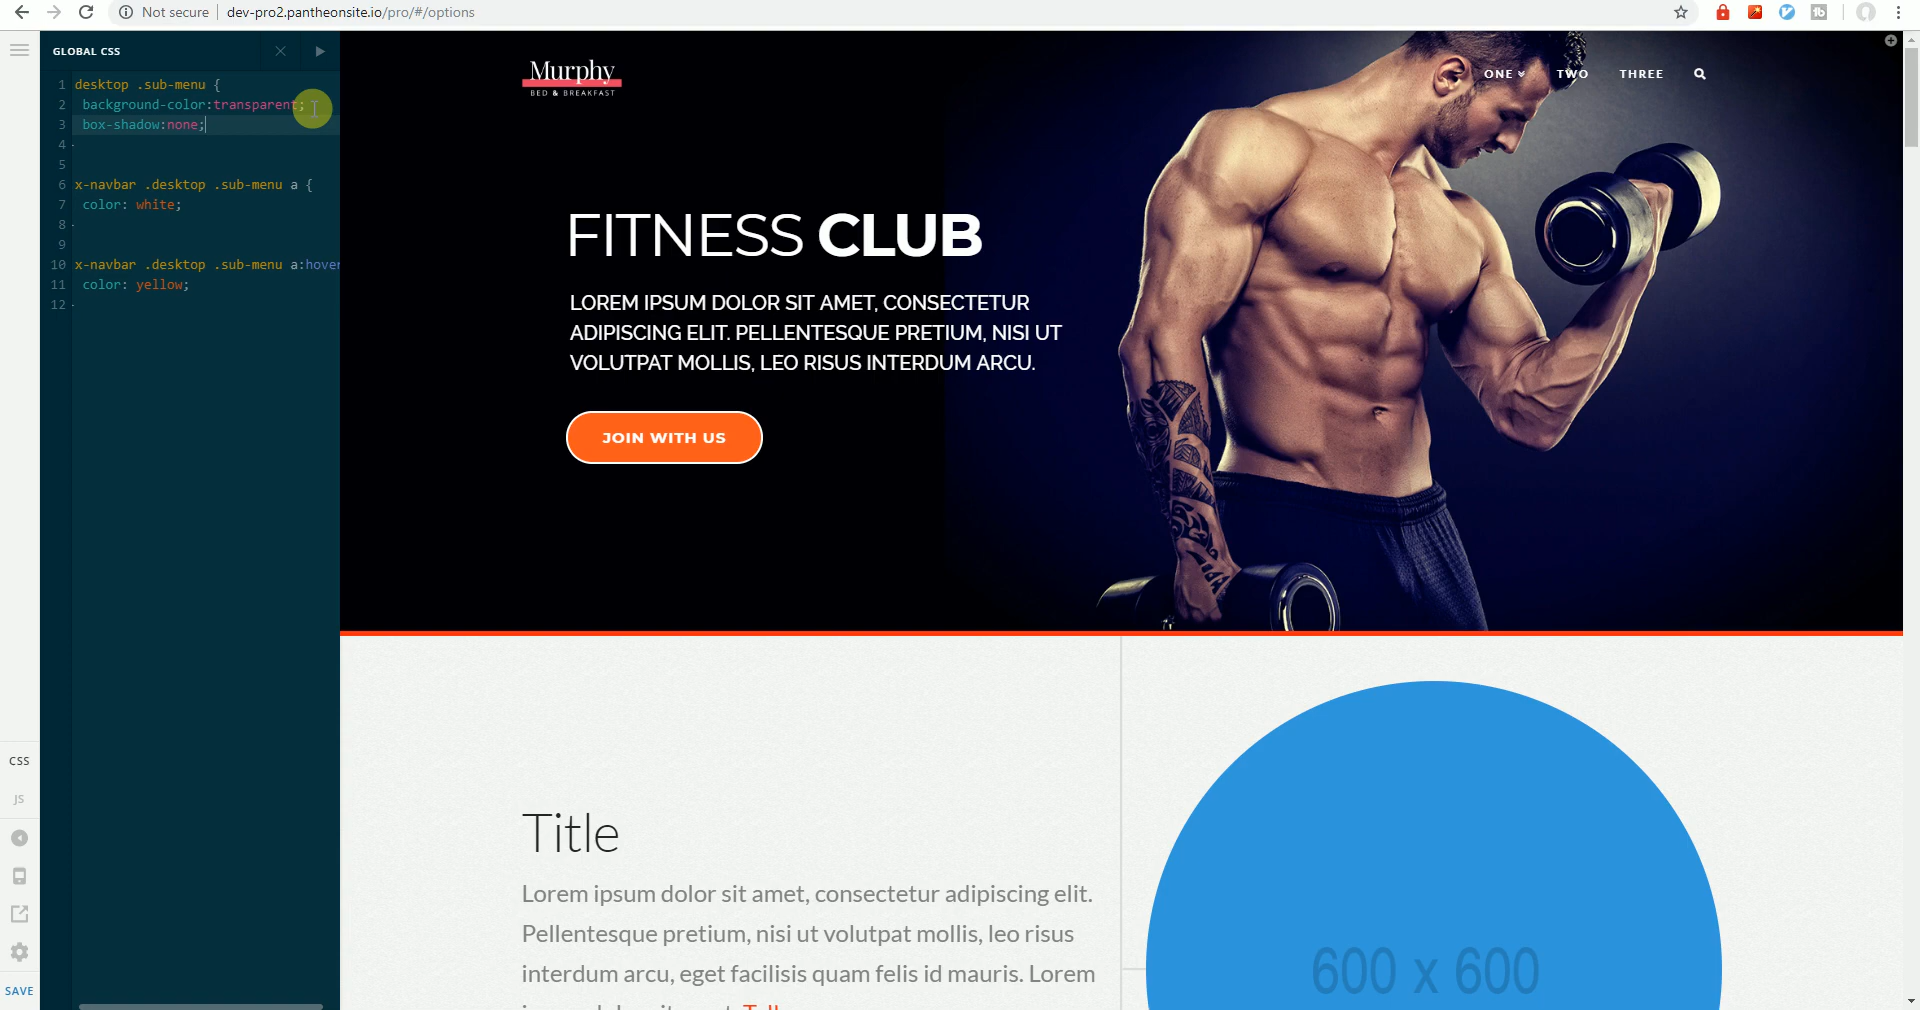 Not secure
dev-pro2.pantheonsite.io/pro/#/options
GLOBAL CSS
1 desktop .sub-menu {
2 background-color:transparent;
3 box-shadow:none;
4
5
6 x-navbar .desktop .sub-menu a {
7 color: white;
8
9
10 x-navbar .desktop .sub-menu a:hover
11 color: yellow;
12
CSS
JS
SAVE
Murphy
BED & BREAKFAST
ONE
TWO
THREE
FITNESS CLUB
LOREM IPSUM DOLOR SIT AMET, CONSECTETUR
ADIPISCING ELIT. PELLENTESQUE PRETIUM, NISI UT
VOLUTPAT MOLLIS, LEO RISUS INTERDUM ARCU.
JOIN WITH US
Title
Lorem ipsum dolor sit amet, consectetur adipiscing elit.
Pellentesque pretium, nisi ut volutpat mollis, leo risus
interdum arcu, eget facilisis quam felis id mauris. Lorem
600 x 600